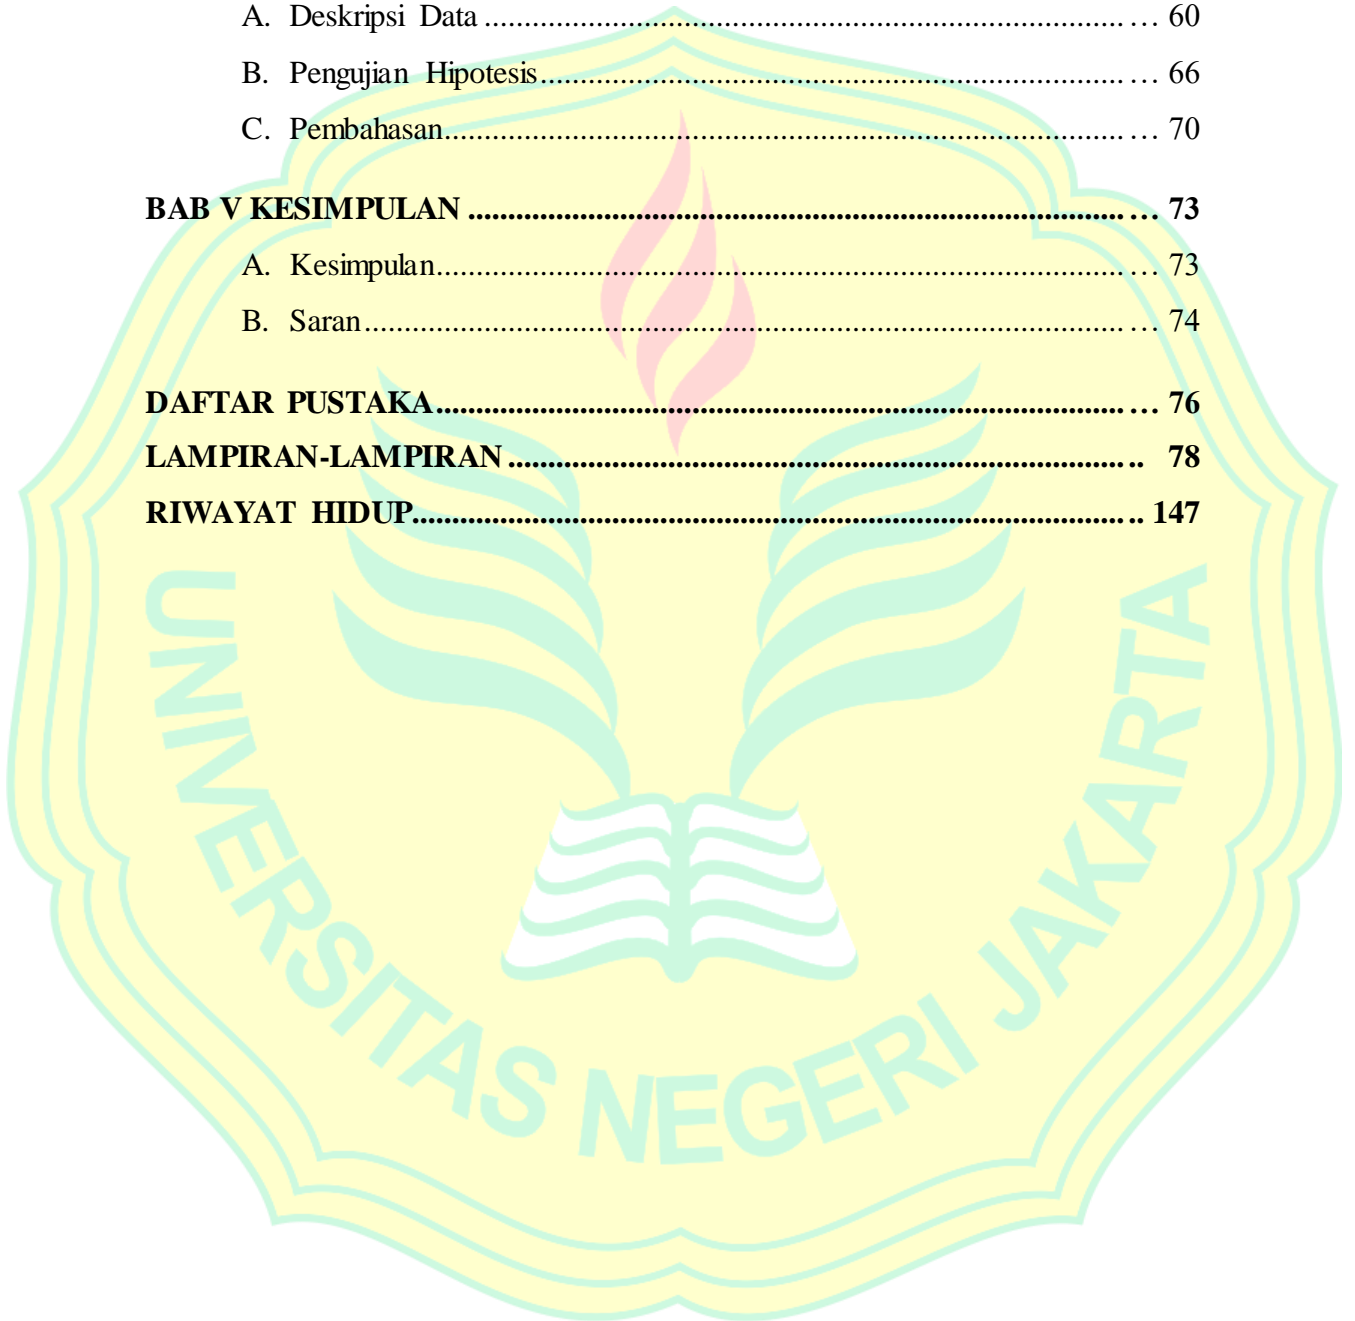 A. Deskripsi Data ................................................................................ 60
B. Pengujian Hipotesis.......................................................................... 66
C. Pembahasan...................................................................................... 70
BAB V KESIMPULAN ..................................................................................... 73
A. Kesimpulan....................................................................................... 73
B. Saran................................................................................................ 74
DAFTAR PUSTAKA......................................................................................... 76
LAMPIRAN-LAMPIRAN ................................................................................ 78
RIWAYAT HIDUP............................................................................................ 147
UNIVERSITAS NEGERI JAKARTA